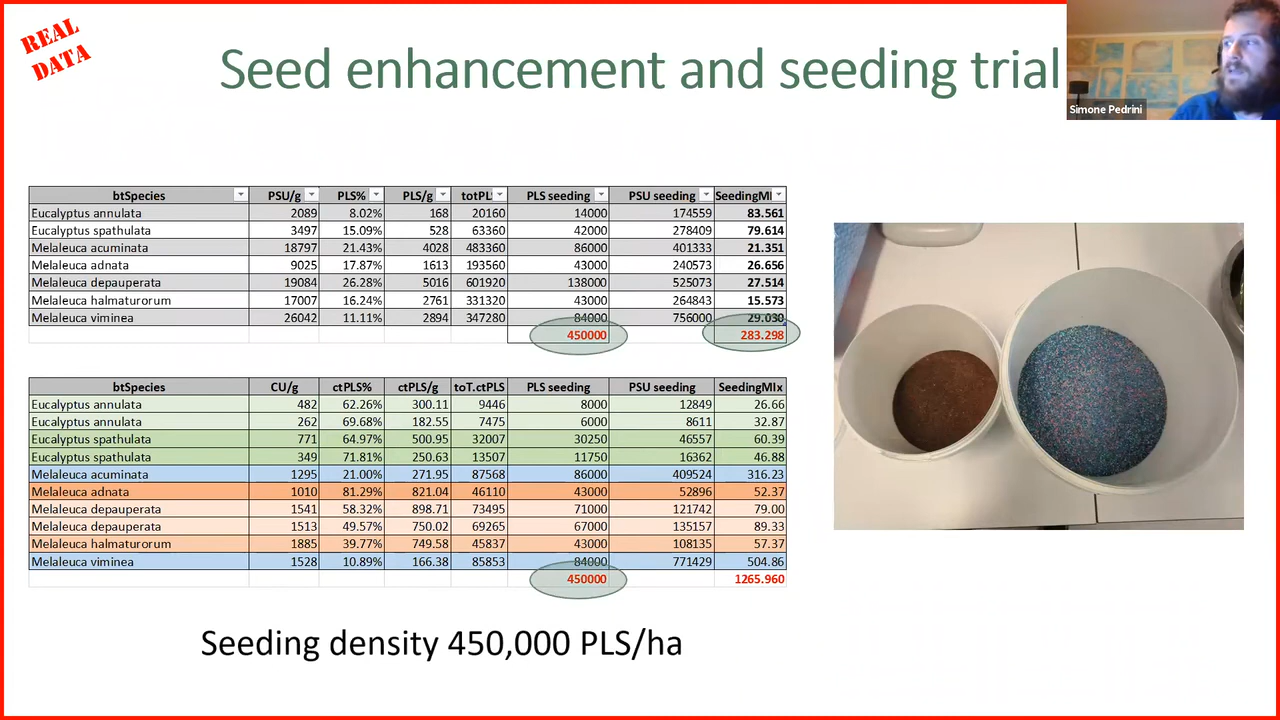 REAL
DATA
Seed enhancement and seeding trial
Simone Pedrini
btSpecies PSU/g PLS% PLS/g totPL PLS seeding PSU seeding SeedingMI
Eucalyptus annulata 2089 8.02% 168 20160 14000 174559 83.561
Eucalyptus spathulata 3497 15.09% 528 63360 42000 278409 79.614
Melaleuca acuminata 18797 21.43% 4028 483360 86000 401333 21.351
Melaleuca adnata 9025 17.87% 1613 193560 43000 240573 26.656
Melaleuca depauperata 19084 26.28% 5016 601920 138000 525073 27.514
Melaleuca halmaturorum 17007 16.24% 2761 331320 43000 264843 15.573
Melaleuca viminea 26042 11.11% 2894 347280 84000 756000 29.030
450000 283.298
btSpecies CU/g ctPLS% ctPLS/g toT.ctPLS PLS seeding PSU seeding SeedingMIx
Eucalyptus annulata 482 62.26% 300.11 9446 8000 12849 26.66
Eucalyptus annulata 262 69.68% 182.55 7475 6000 8611 32.87
Eucalyptus spathulata 771 64.97% 500.95 32007 30250 46557 60.39
Eucalyptus spathulata 349 71.81% 250.63 13507 11750 16362 46.88
Melaleuca acuminata 1295 21.00% 271.95 87568 86000 409524 316.23
Melaleuca adnata 1010 81.29% 821.04 46110 43000 52896 52.37
Melaleuca depauperata 1541 58.32% 898.71 73495 71000 121742 79.00
Melaleuca depauperata 1513 49.57% 750.02 69265 67000 135157 89.33
Melaleuca halmaturorum 1885 39.77% 749.58 45837 43000 108135 57.37
Melaleuca viminea 1528 10.89% 166.38 85853 84000 771429 504.86
450000 1265.960
Seeding density 450,000 PLS/ha